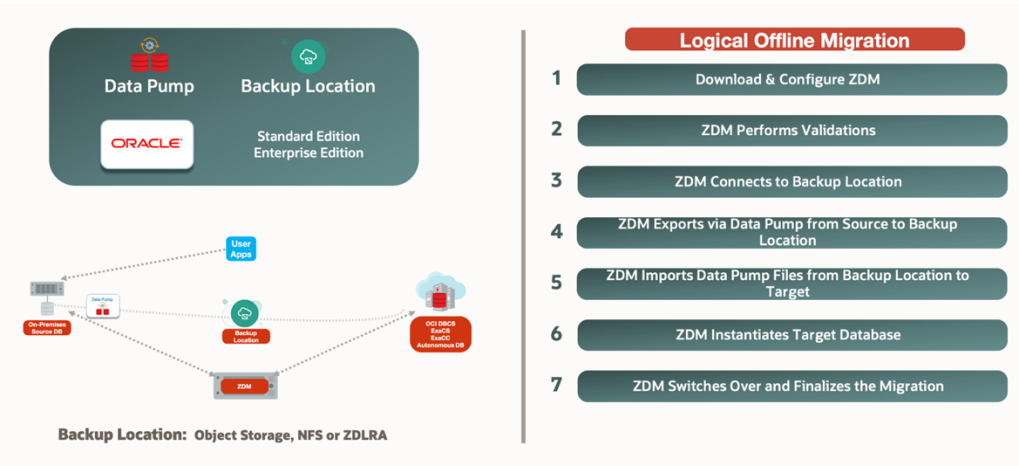 Data Pump
Backup Location
ORACLE
Standard Edition
Enterprise Edition
User
Apps
Data Pump
On-Premises
Source DB
Backup
Location
OCI DBCS
ExaCS
ExaCC
Autonomous DB
ZDM
Backup Location: Object Storage, NFS or ZDLRA
Logical Offline Migration
1 Download & Configure ZDM
2 ZDM Performs Validations
3 ZDM Connects to Backup Location
4 ZDM Exports via Data Pump from Source to Backup
Location
5 ZDM Imports Data Pump Files from Backup Location to
Target
6 ZDM Instantiates Target Database
7 ZDM Switches Over and Finalizes the Migration